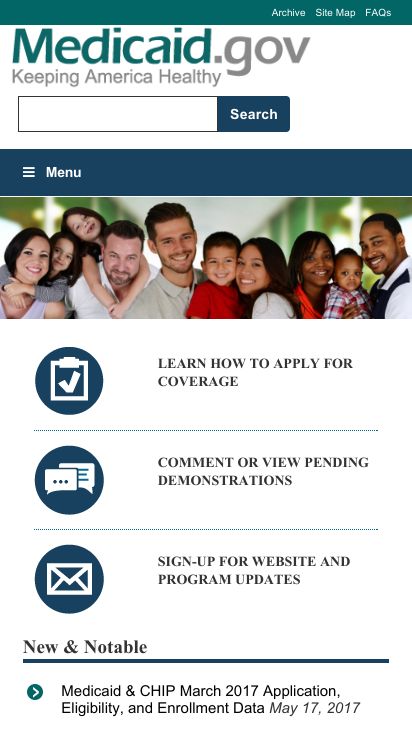 Archive Site Map FAQs
Medicaid.gov
Keeping America Healthy
Search
Menu
LEARN HOW TO APPLY FOR
COVERAGE
COMMENT OR VIEW PENDING
DEMONSTRATIONS
SIGN-UP FOR WEBSITE AND
PROGRAM UPDATES
New & Notable
Medicaid & CHIP March 2017 Application,
Eligibility, and Enrollment Data May 17, 2017